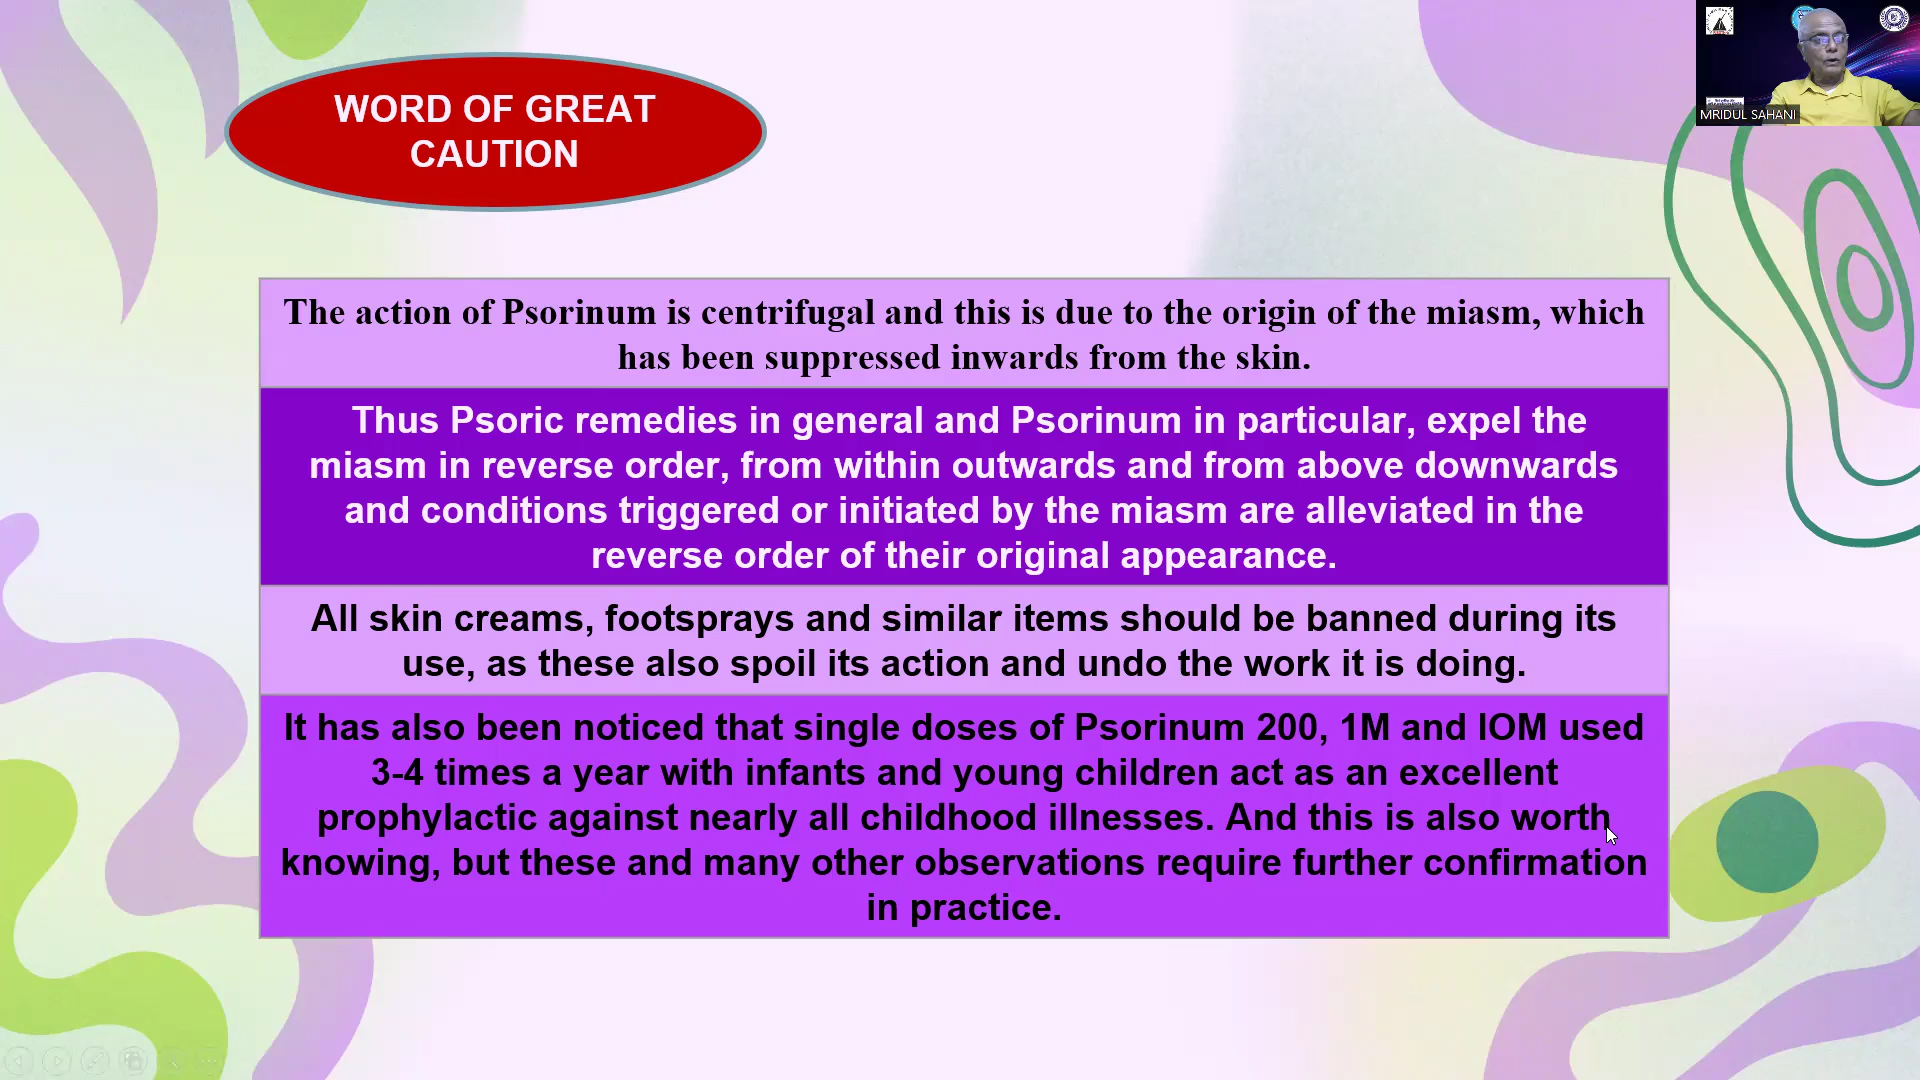 WORD OF GREAT
CAUTION
MRIDUL SAHANI
The action of Psorinum is centrifugal and this is due to the origin of the miasm, which
has been suppressed inwards from the skin.
Thus Psoric remedies in general and Psorinum in particular, expel the
miasm in reverse order, from within outwards and from above downwards
and conditions triggered or initiated by the miasm are alleviated in the
reverse order of their original appearance.
All skin creams, footsprays and similar items should be banned during its
use, as these also spoil its action and undo the work it is doing.
It has also been noticed that single doses of Psorinum 200, 1M and IOM used
3-4 times a year with infants and young children act as an excellent
prophylactic against nearly all childhood illnesses. And this is also worth
knowing, but these and many other observations require further confirmation
in practice.